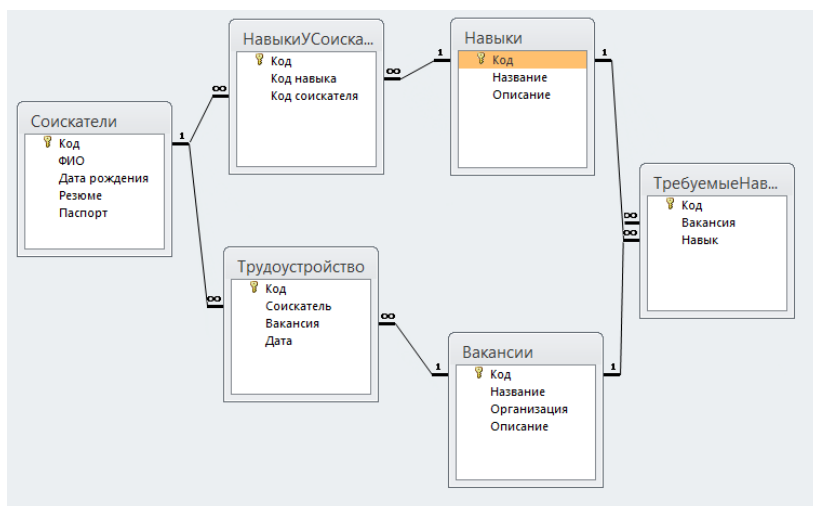 Соискатели
Код
ФИО
Дата рождения
Резюме
Паспорт
1
НавыкиУСоиска...
Код
Код навыка
Код соискателя
∞
∞
Навыки
Код
Название
Описание
1
1
ТребуемыеНав...
Код
Вакансия
Навык
∞
∞
Трудоустройство
Код
Соискатель
Вакансия
Дата
∞
∞
Вакансии
Код
Название
Организация
Описание
1
1